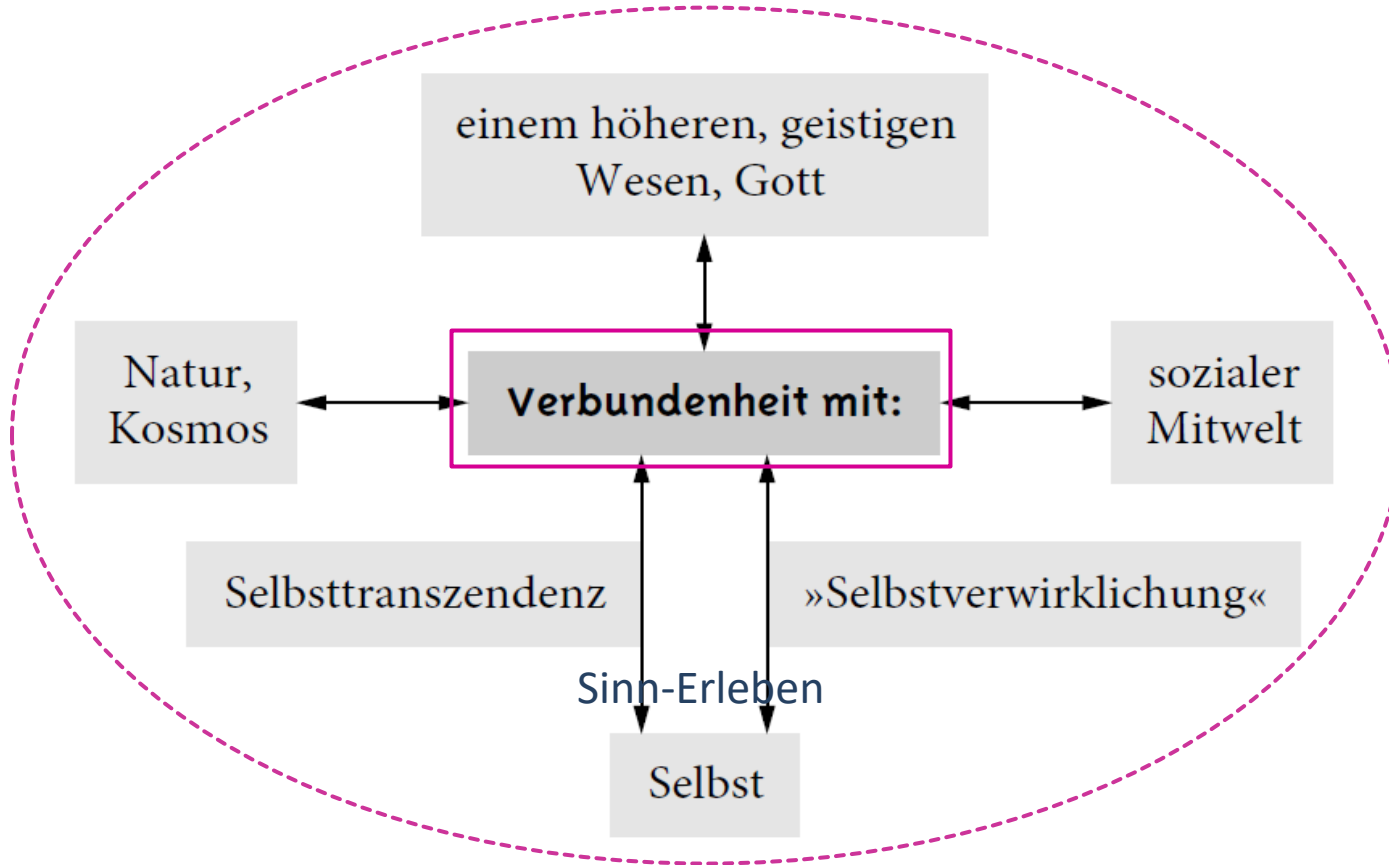 einem höheren, geistigen
Wesen, Gott
Natur,
Kosmos
Verbundenheit mit:
sozialer
Mitwelt
Selbsttranszendenz
»Selbstverwirklichung«
Sinn-Erleben
Selbst